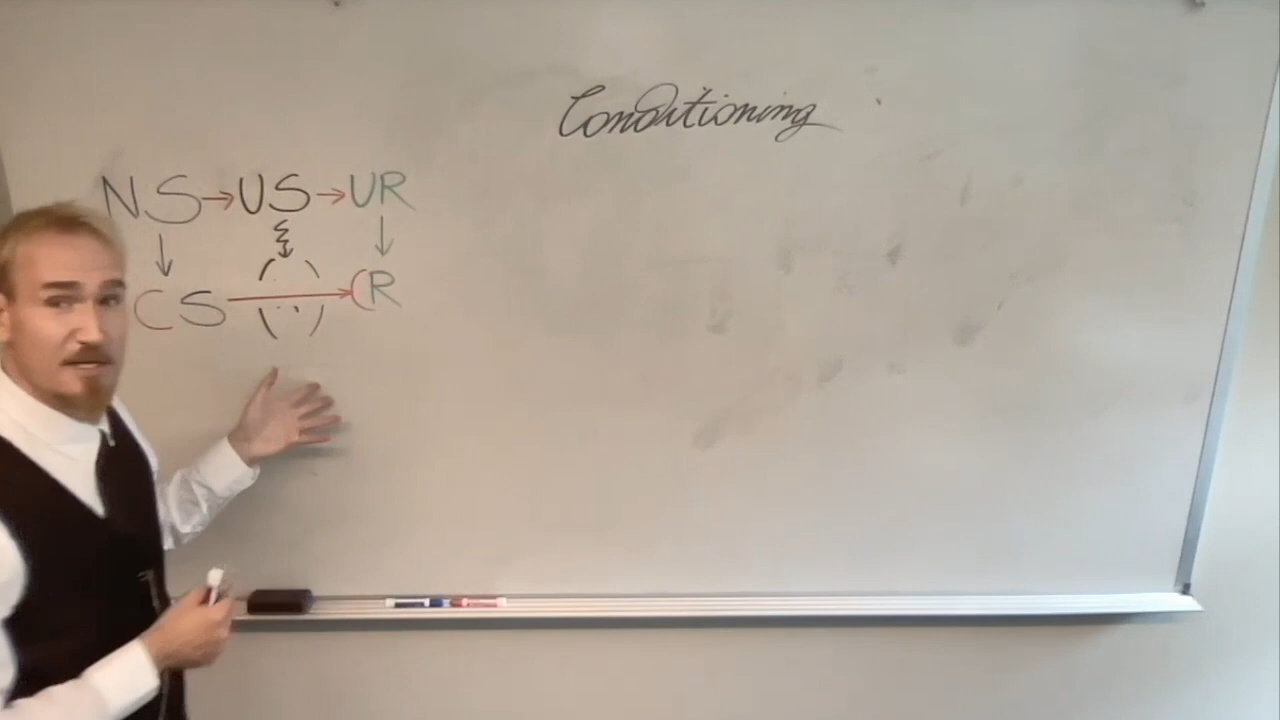 Conditioning
NS → US → UR
CS → CR